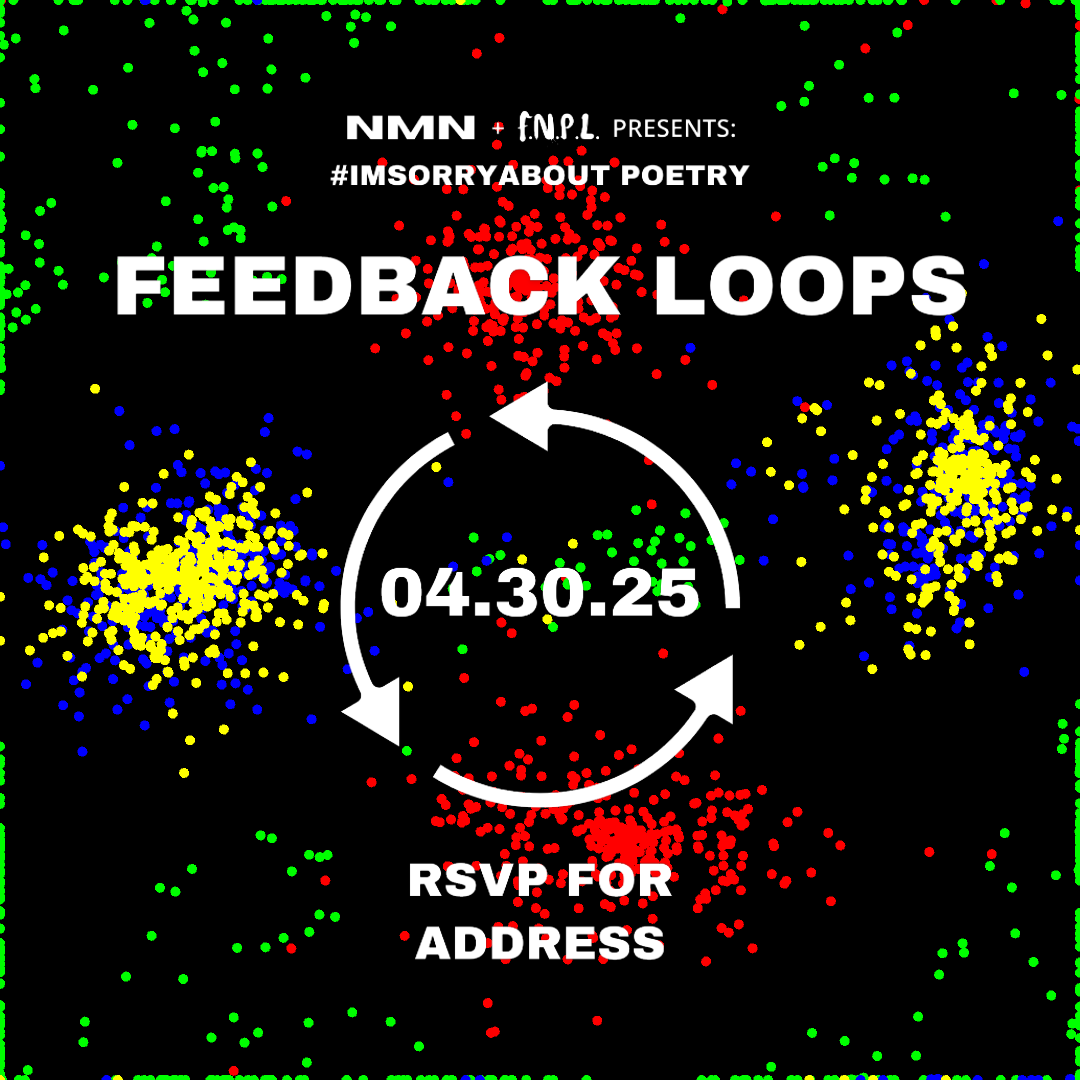 NMN + F.N.P.L. PRESENTS:
#IMSORRYABOUT POETRY
FEEDBACK LOOPS
04.30.25
RSVP FOR
ADDRESS